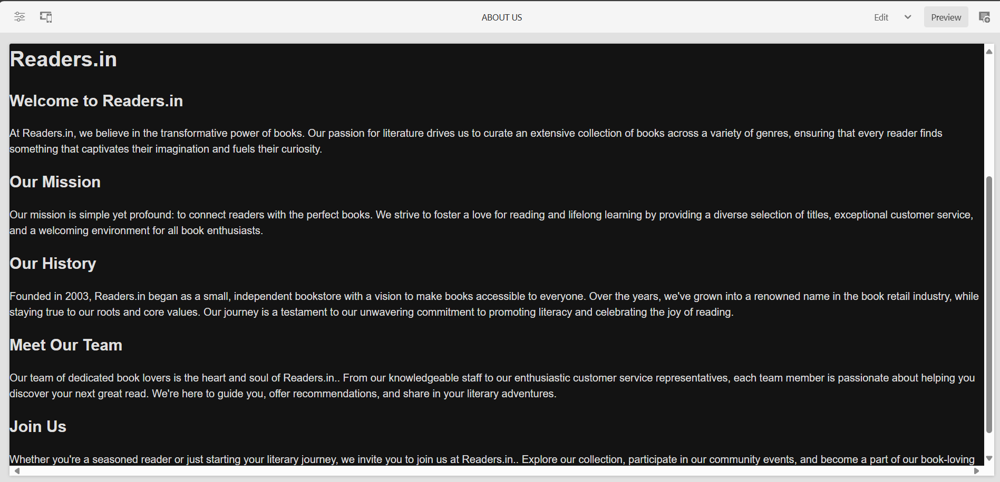 ABOUT US
Edit
Preview
Readers.in
Welcome to Readers.in
At Readers.in, we believe in the transformative power of books. Our passion for literature drives us to curate an extensive collection of books across a variety of genres, ensuring that every reader finds
something that captivates their imagination and fuels their curiosity.
Our Mission
Our mission is simple yet profound: to connect readers with the perfect books. We strive to foster a love for reading and lifelong learning by providing a diverse selection of titles, exceptional customer service,
and a welcoming environment for all book enthusiasts.
Our History
Founded in 2003, Readers.in began as a small, independent bookstore with a vision to make books accessible to everyone. Over the years, we've grown into a renowned name in the book retail industry, while
staying true to our roots and core values. Our journey is a testament to our unwavering commitment to promoting literacy and celebrating the joy of reading.
Meet Our Team
Our team of dedicated book lovers is the heart and soul of Readers.in.. From our knowledgeable staff to our enthusiastic customer service representatives, each team member is passionate about helping you
discover your next great read. We're here to guide you, offer recommendations, and share in your literary adventures.
Join Us
Whether you're a seasoned reader or just starting your literary journey, we invite you to join us at Readers.in.. Explore our collection, participate in our community events, and become a part of our book-loving